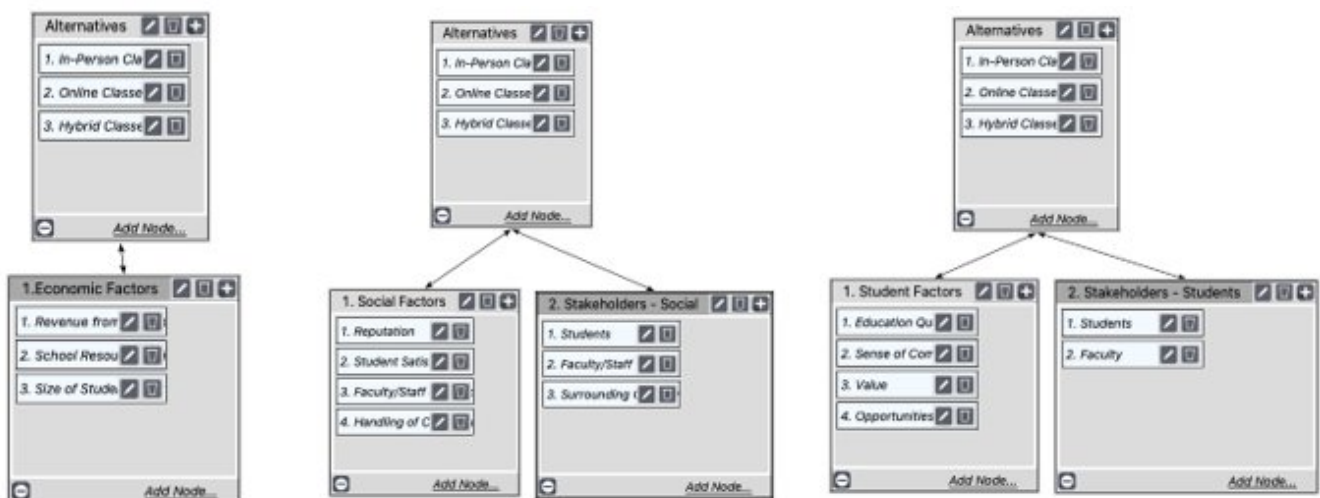 Alternatives
1. In-Person Cla
2. Online Classe
3. Hybrid Classe
Add Node...
1.Economic Factors
1. Revenue from
2. School Resou
3. Size of Stude
Add Node...
Alternatives
1. In-Person Cla
2. Online Classe
3. Hybrid Classe
Add Node...
1. Social Factors
1. Reputation
2. Student Satis
3. Faculty/Staff
4. Handling of C
Add Node...
2. Stakeholders - Social
1. Students
2. Faculty/Staff
3. Surrounding
Add Node...
Alternatives
1. In-Person Cla
2. Online Classe
3. Hybrid Classe
Add Node...
1. Student Factors
1. Education Qu
2. Sense of Com
3. Value
4. Opportunities
Add Node...
2. Stakeholders - Students
1. Students
2. Faculty
Add Node...